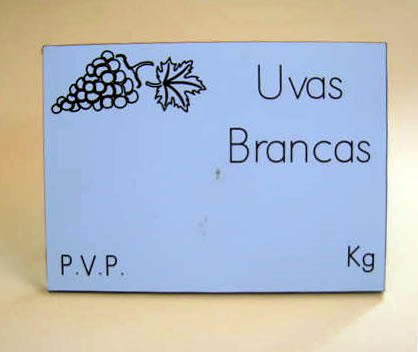 Uvas
Brancas
P.V.P.
Kg